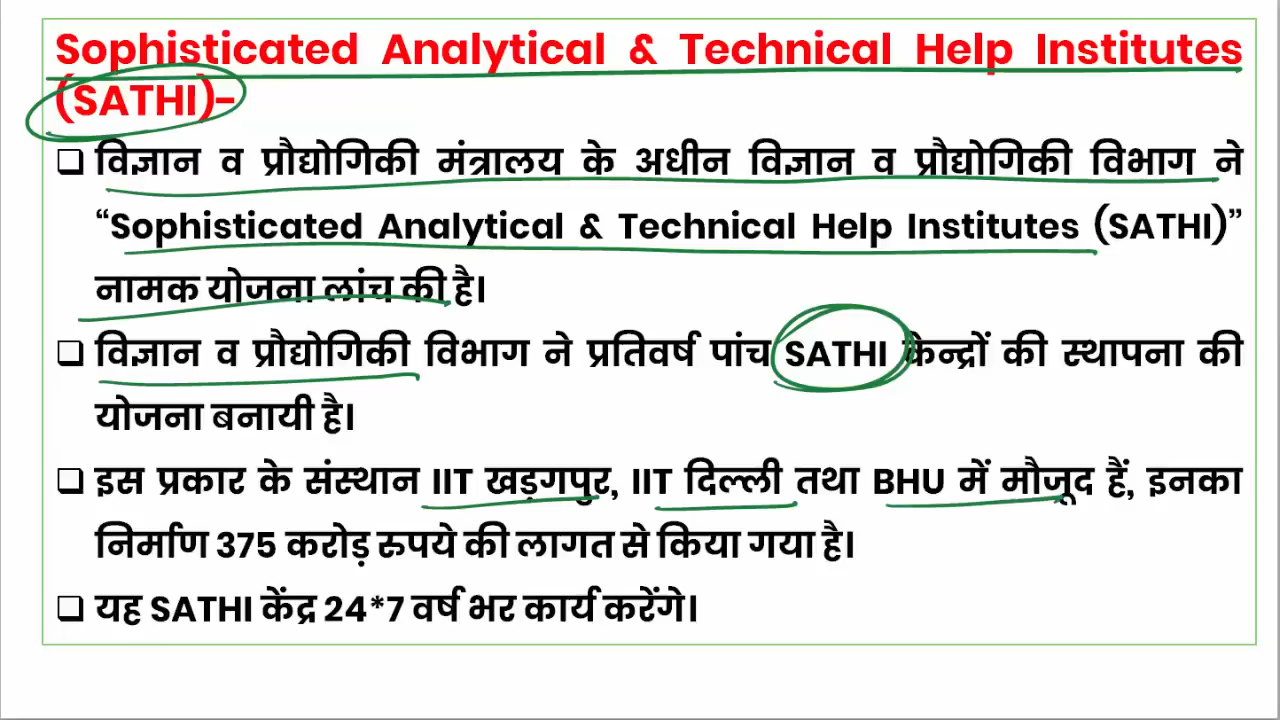 Sophisticated Analytical & Technical Help Institutes
(SATHI)-
❑ विज्ञान व प्रौद्योगिकी मंत्रालय के अधीन विज्ञान व प्रौद्योगिकी विभाग ने
“Sophisticated Analytical & Technical Help Institutes (SATHI)”
नामक योजना लांच की है।
❑ विज्ञान व प्रौद्योगिकी विभाग ने प्रतिवर्ष पांच SATHI केन्द्रों की स्थापना की
योजना बनायी है।
❑ इस प्रकार के संस्थान IIT खड़गपुर, IIT दिल्ली तथा BHU में मौजूद हैं, इनका
निर्माण 375 करोड़ रुपये की लागत से किया गया है।
❑ यह SATHI केंद्र 24*7 वर्ष भर कार्य करेंगे।